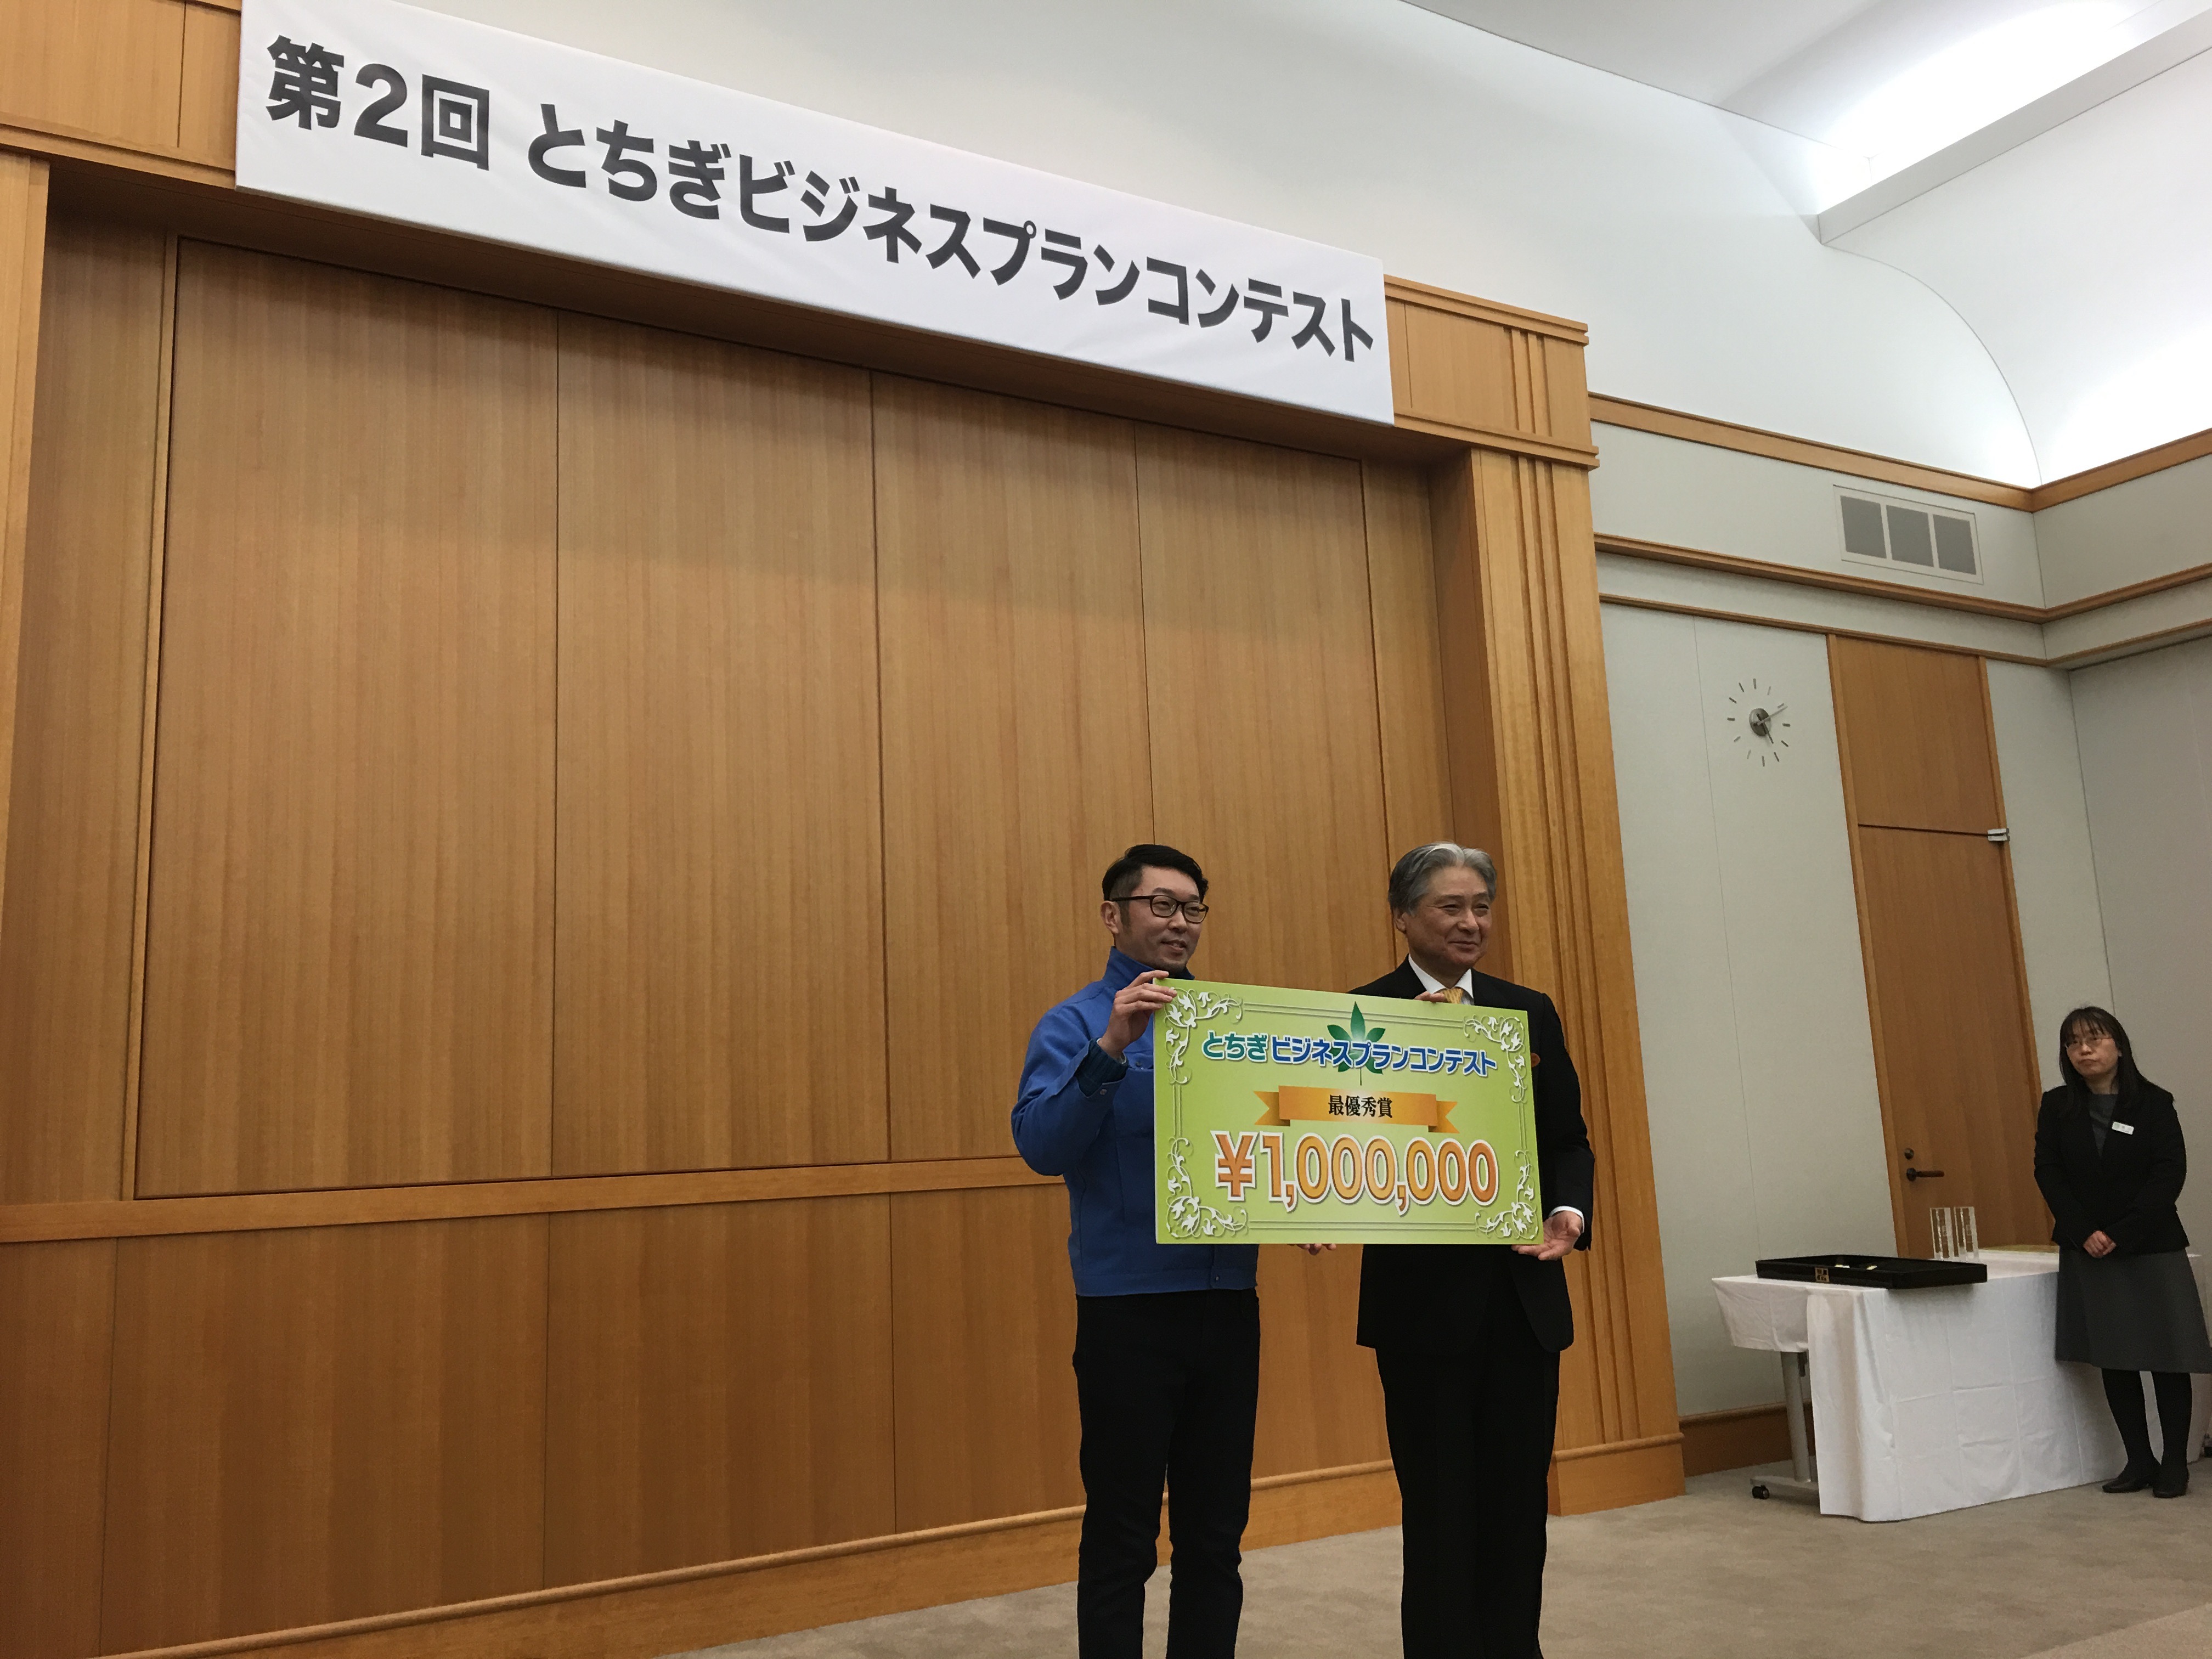 第2回 とちぎビジネスプランコンテスト
とちぎビジネスプランコンテスト
最優秀賞
¥1,000,000